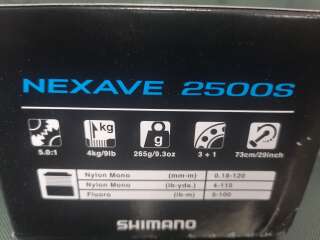 NEXAVE 2500S
kg
g
5.0:1 4kg/9lb 265g/9.3oz 3 + 1 73cm/29inch
Nylon Mono (mm-m) 0.18-120
Nylon Mono (lb-yds.) 4-110
Fluoro (lb-m) 5-100
SHIMANO